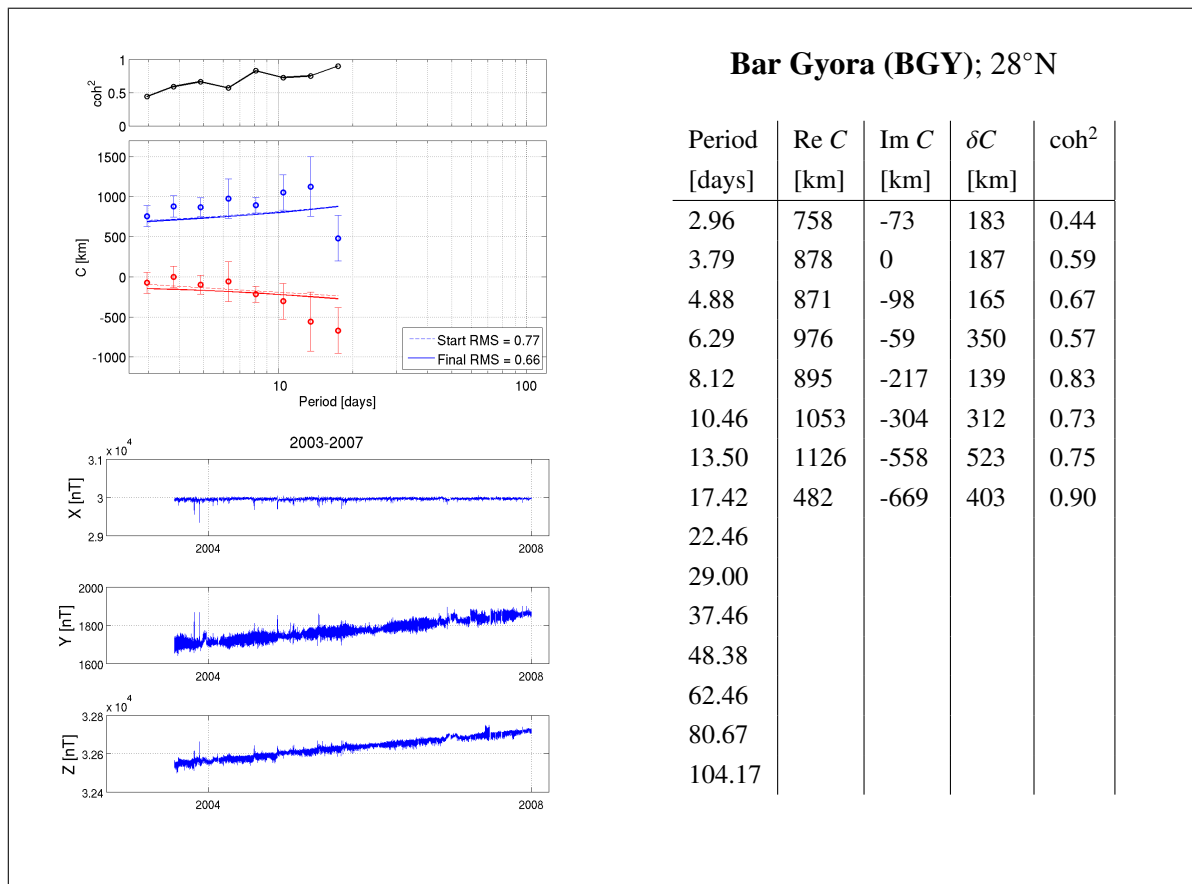 1
0.5
0
coh²
1500
1000
500
0
-500
-1000
C [km]
Start RMS = 0.77
Final RMS = 0.66
10
100
Period [days]
2003-2007
x 10⁴
3.1
3
2.9
X [nT]
2004
2008
2000
1800
1600
Y [nT]
2004
2008
x 10⁴
3.28
3.26
3.24
Z [nT]
2004
2008
Bar Gyora (BGY); 28°N
Period Re C Im C δC coh²
[days] [km] [km] [km]
2.96 758 -73 183 0.44
3.79 878 0 187 0.59
4.88 871 -98 165 0.67
6.29 976 -59 350 0.57
8.12 895 -217 139 0.83
10.46 1053 -304 312 0.73
13.50 1126 -558 523 0.75
17.42 482 -669 403 0.90
22.46
29.00
37.46
48.38
62.46
80.67
104.17